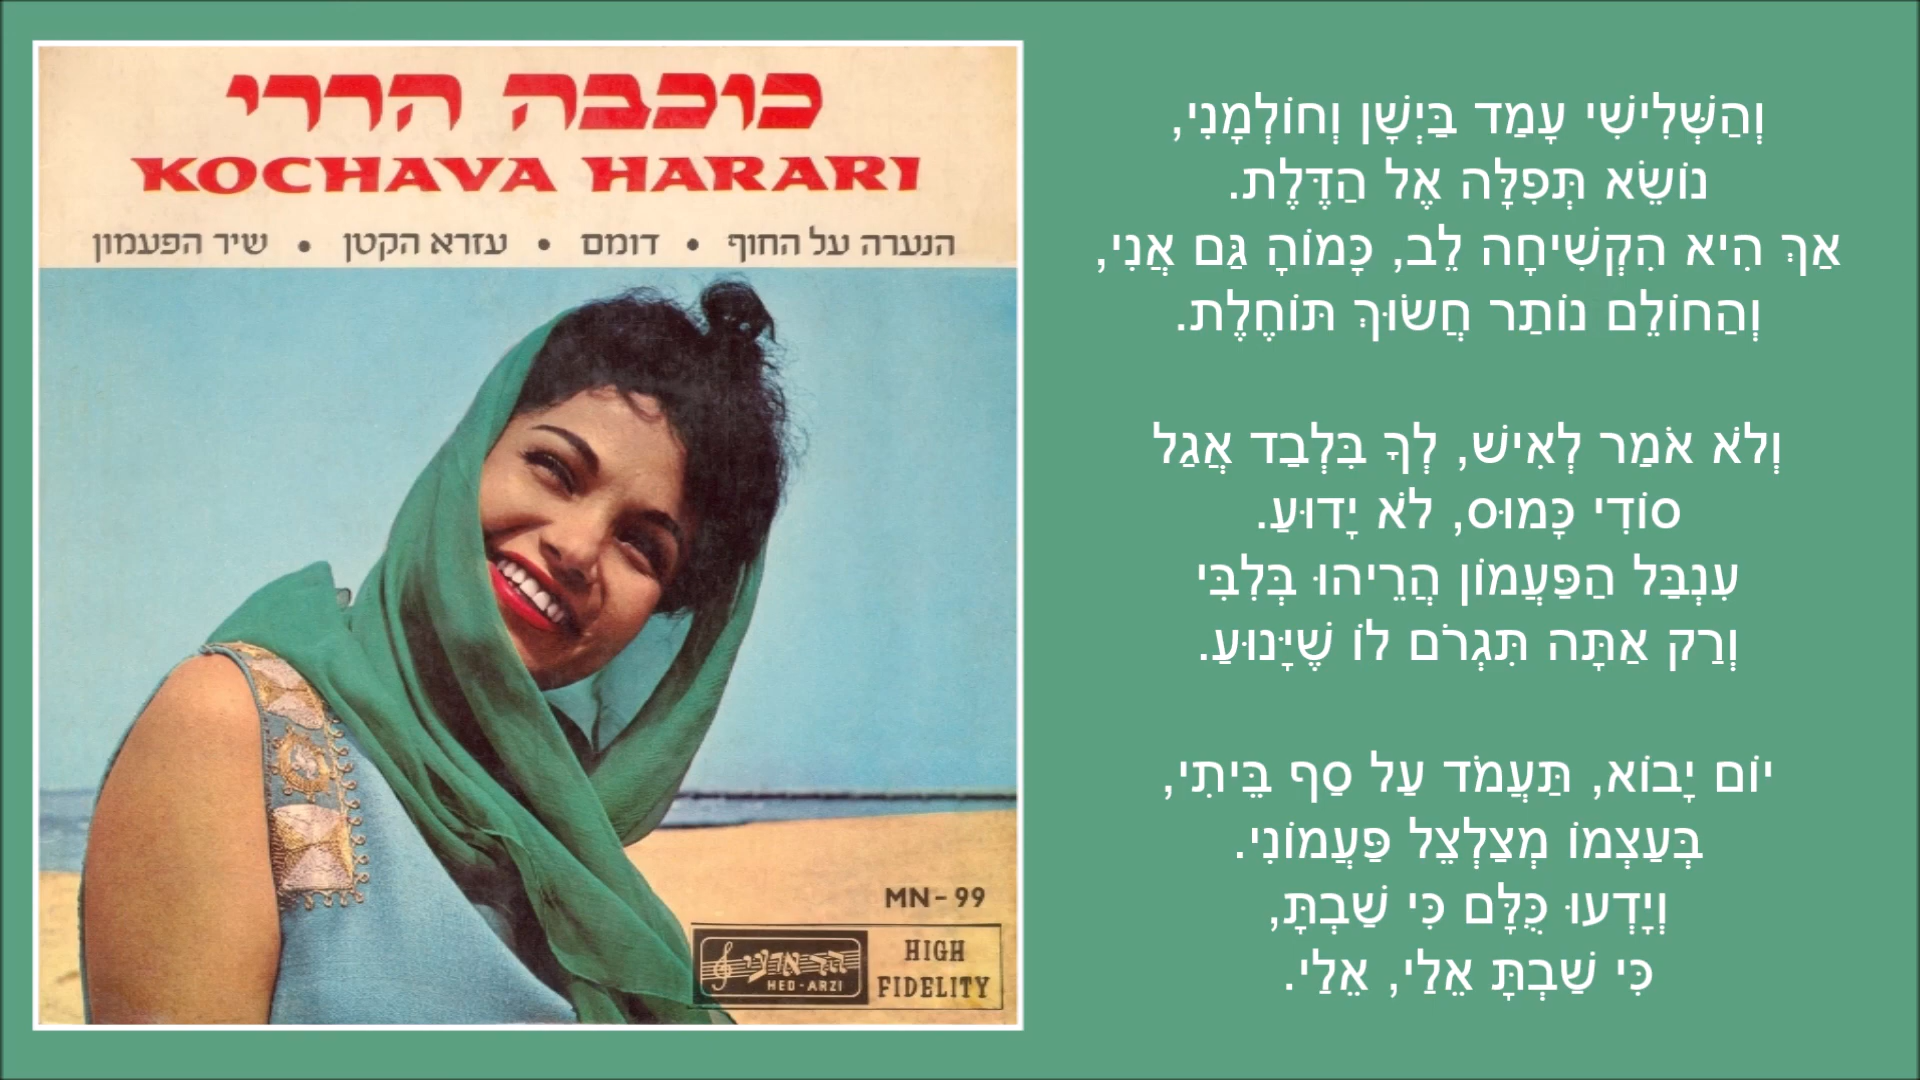 כוכבה הררי
KOCHAVA HARARI
הנערה על החוף • דומם • עזרא הקטן • שיר הפעמון
MN-99
הד ארצי
HED-ARZI
HIGH
FIDELITY
וְהַשְּׁלִישִׁי עָמַד בַּיְשָׁן וְחוֹלְמָנִי,
נוֹשֵׂא תְּפִלָּה אֶל הַדֶּלֶת.
אַךְ הִיא הִקְשִׁיחָה לֵב, כָּמוֹהָ גַּם אֲנִי,
וְהַחוֹלֵם נוֹתַר חֲשׂוּךְ תּוֹחֶלֶת.
וְלֹא אֹמַר לְאִישׁ, לְךָ בִּלְבַד אֲגַל
סוֹדִי כָּמוּס, לֹא יָדוּעַ.
עִנְבַּל הַפַּעֲמוֹן הֲרֵיהוּ בְּלִבִּי
וְרַק אַתָּה תִּגְרֹם לוֹ שֶׁיָּנוּעַ.
יוֹם יָבוֹא, תַּעֲמֹד עַל סַף בֵּיתִי,
בְּעַצְמוֹ מְצַלְצֵל פַּעֲמוֹנִי.
וְיָדְעוּ כֻּלָּם כִּי שַׁבְתָּ,
כִּי שַׁבְתָּ אֵלַי, אֵלַי.